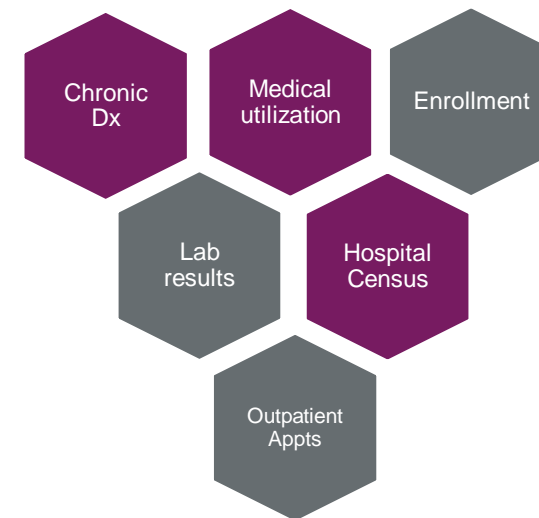 Chronic
Dx
Medical
utilization
Enrollment
Lab
results
Hospital
Census
Outpatient
Appts